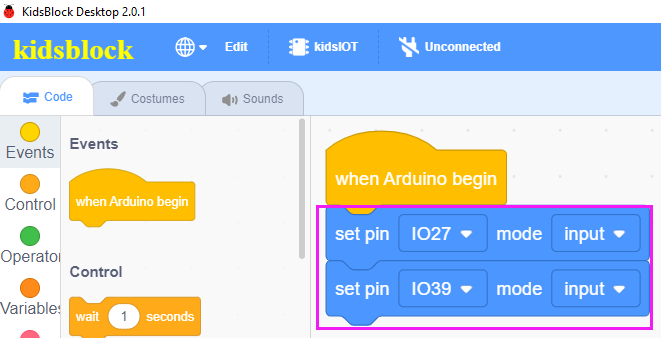 KidsBlock Desktop 2.0.1
kidsblock Edit kidsIOT Unconnected
Code Costumes Sounds
Events
Control
Operator
Variables
Events
when Arduino begin
Control
wait 1 seconds
when Arduino begin
set pin IO27 mode input
set pin IO39 mode input